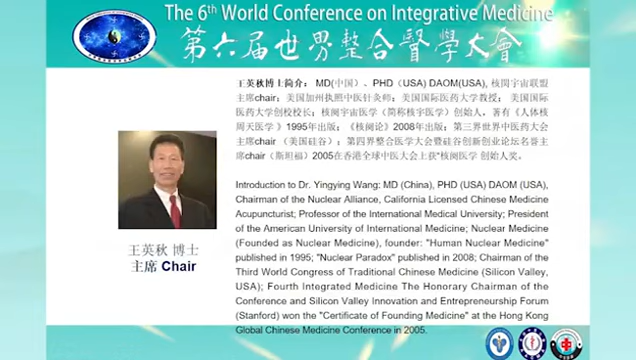 The 6th World Conference on Integrative Medicine
第六届世界整合醫學大會
王英秋博士简介: MD(中国)、PHD (USA) DAOM(USA), 核闵宇宙联盟
主席chair; 美国加州执照中医针灸师; 美国国际医药大学教授; 美国国际
医药大学创校校长; 核闵宇宙医学 (简称核宇医学) 创始人, 著有《人体核
周天医学 》1995年出版; 《核闵论》2008年出版; 第三界世界中医药大会
主席chair (美国硅谷); 第四界整合医学大会暨硅谷创新创业论坛名誉主
席chair (斯坦福) 2005在香港全球中医大会上获"核闵医学 创始人奖。
王英秋 博士
主席 Chair
Introduction to Dr. Yingying Wang: MD (China), PHD (USA) DAOM (USA),
Chairman of the Nuclear Alliance, California Licensed Chinese Medicine
Acupuncturist; Professor of the International Medical University; President
of the American University of International Medicine; Nuclear Medicine
(Founded as Nuclear Medicine), founder: "Human Nuclear Medicine"
published in 1995; "Nuclear Paradox" published in 2008; Chairman of the
Third World Congress of Traditional Chinese Medicine (Silicon Valley,
USA); Fourth Integrated Medicine The Honorary Chairman of the
Conference and Silicon Valley Innovation and Entrepreneurship Forum
(Stanford) won the "Certificate of Founding Medicine" at the Hong Kong
Global Chinese Medicine Conference in 2005.